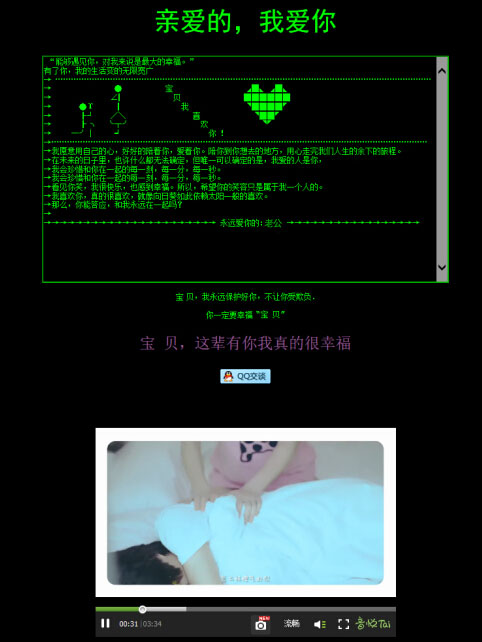 亲爱的，我爱你
“能够遇见你，对我来说是最大的幸福。”
有了你，我的生活变的无限宽广
宝
贝
我
喜
欢
你！
我愿意用自己的心，好好的陪着你，爱着你。陪你到你想去的地方，用心走完我们人生的余下的旅程。
在未来的日子里，也许什么都无法确定，但唯一可以确定的是，我爱的人是你。
我会珍惜和你在一起的每一刻，每一分，每一秒。
我会珍惜和你在一起的每一刻，每一分，每一秒。
看见你笑，我很快乐，也感到幸福。所以，希望你的笑容只是属于我一个人的。
我喜欢你，真的很喜欢，就像向日葵如此依赖太阳一般的喜欢。
那么，你能答应，和我永远在一起吗？
永远爱你的：老公
宝 贝，我永远保护好你，不让你受欺负.
你一定要幸福“宝 贝”
宝 贝，这辈有你我真的很幸福
QQ交谈
00:31 03:34 NEW 流畅 音悦Tai